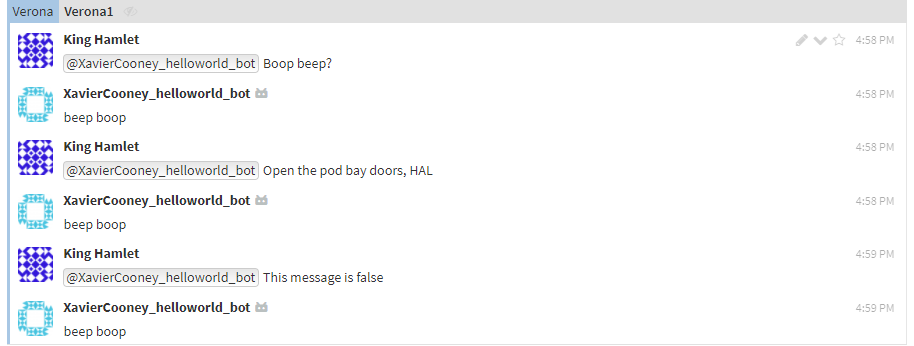 Verona Verona1
King Hamlet 4:58 PM
@XavierCooney_helloworld_bot Boop beep?
XavierCooney_helloworld_bot 4:58 PM
beep boop
King Hamlet 4:58 PM
@XavierCooney_helloworld_bot Open the pod bay doors, HAL
XavierCooney_helloworld_bot 4:58 PM
beep boop
King Hamlet 4:59 PM
@XavierCooney_helloworld_bot This message is false
XavierCooney_helloworld_bot 4:59 PM
beep boop